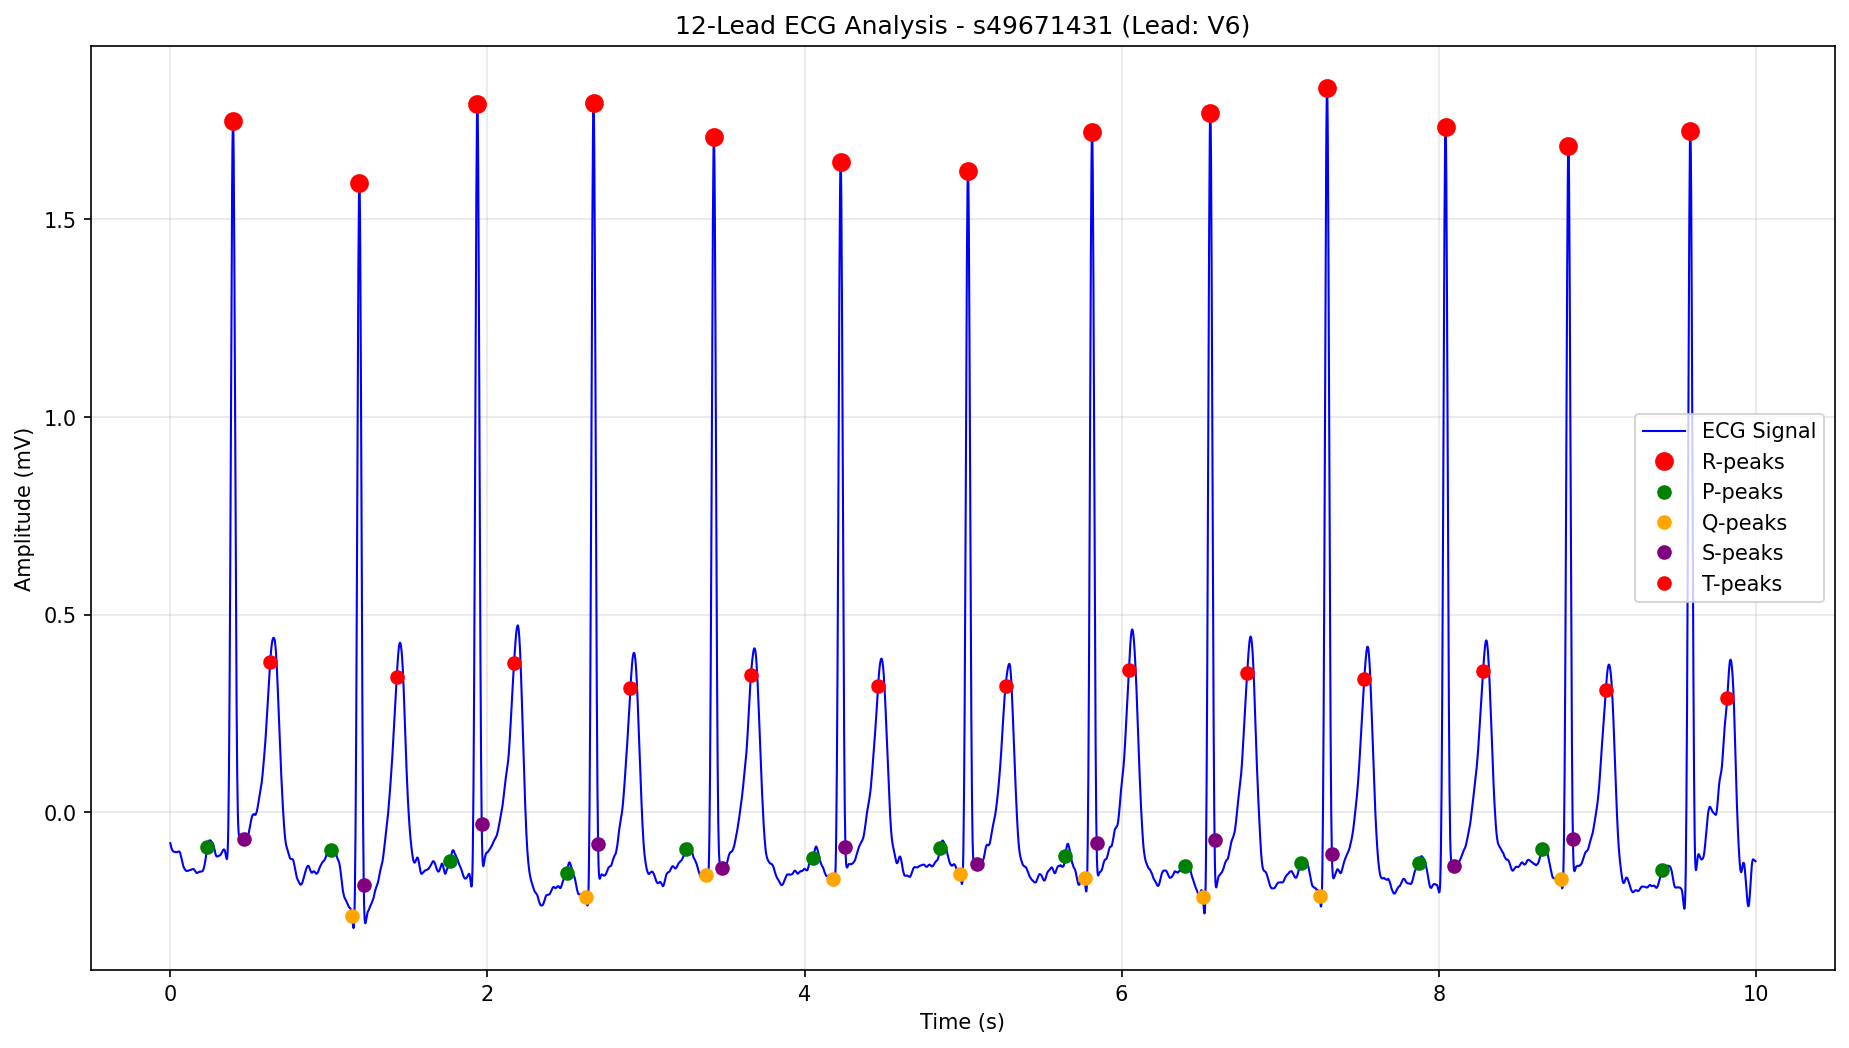 12-Lead ECG Analysis - s49671431 (Lead: V6)
Amplitude (mV)
1.5
1.0
0.5
0.0
ECG Signal
R-peaks
P-peaks
Q-peaks
S-peaks
T-peaks
0 2 4 6 8 10
Time (s)